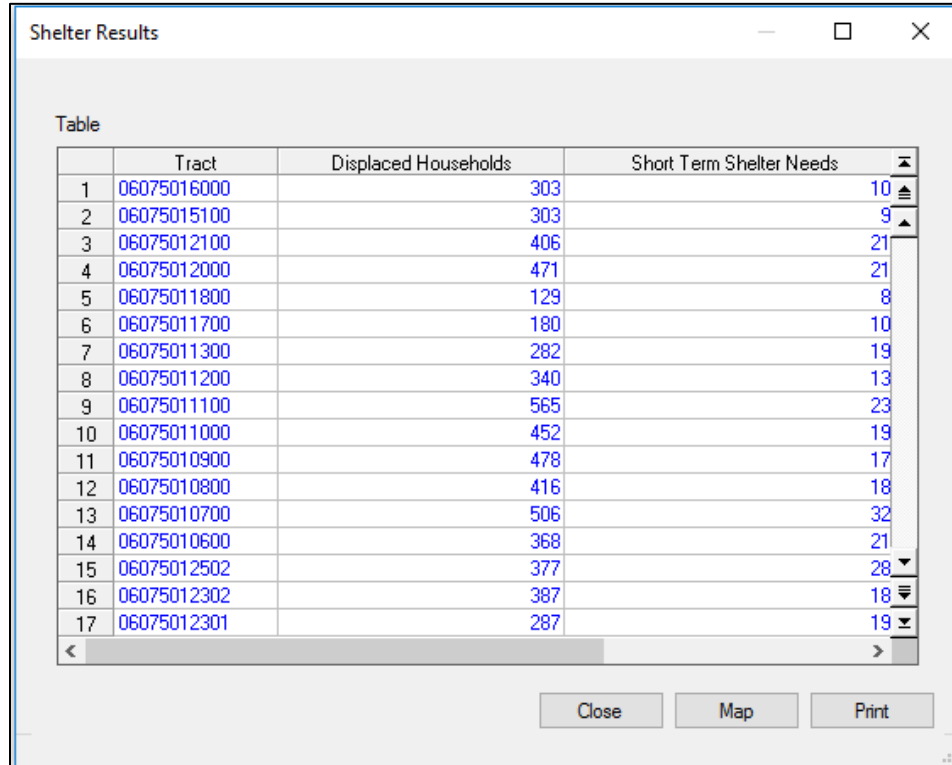 Shelter Results
Table
Tract Displaced Households Short Term Shelter Needs
1 06075016000 303 10
2 06075015100 303 9
3 06075012100 406 21
4 06075012000 471 21
5 06075011800 129 8
6 06075011700 180 10
7 06075011300 282 19
8 06075011200 340 13
9 06075011100 565 23
10 06075011000 452 19
11 06075010900 478 17
12 06075010800 416 18
13 06075010700 506 32
14 06075010600 368 21
15 06075012502 377 28
16 06075012302 387 18
17 06075012301 287 19
Close Map Print